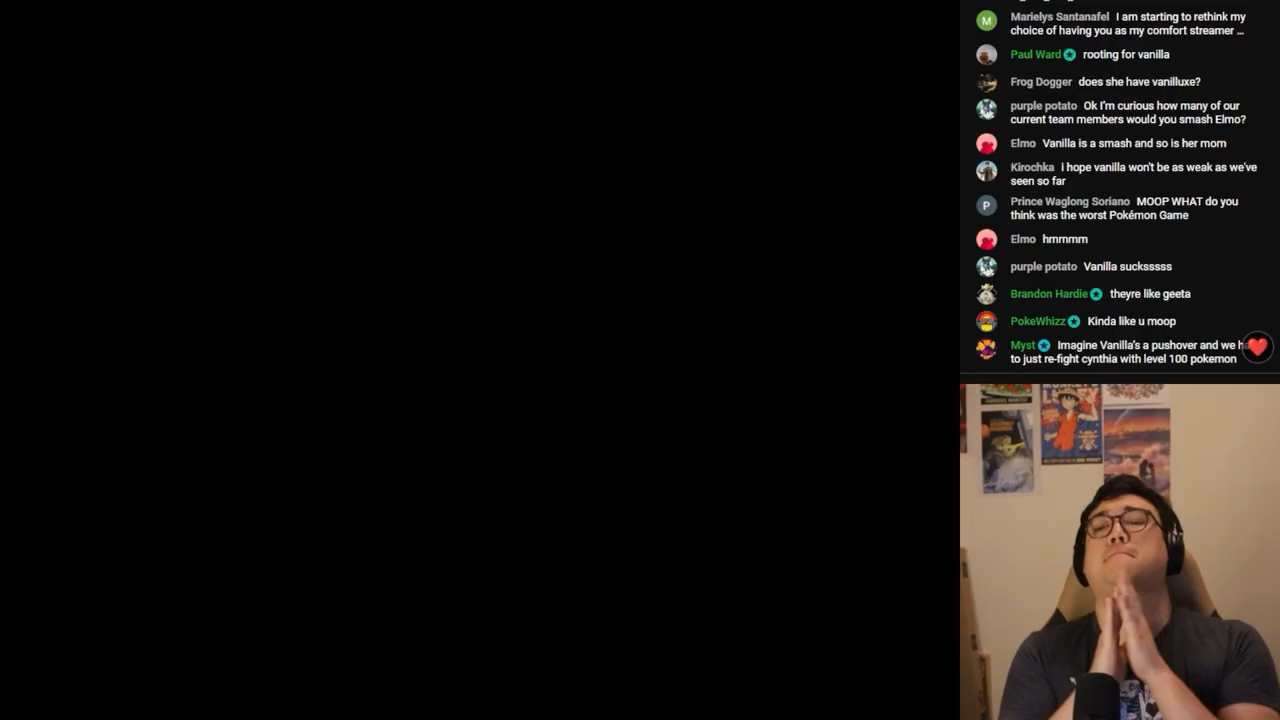 Marielys Santanafel I am starting to rethink my
choice of having you as my comfort streamer ...
Paul Ward rooting for vanilla
Frog Dogger does she have vanilluxe?
purple potato Ok I'm curious how many of our
current team members would you smash Elmo?
Elmo Vanilla is a smash and so is her mom
Kirochka i hope vanilla won't be as weak as we've
seen so far
Prince Waglong Soriano MOOP WHAT do you
think was the worst Pokémon Game
Elmo hmmmm
purple potato Vanilla sucksssss
Brandon Hardie theyre like geeta
PokeWhizz Kinda like u moop
Myst Imagine Vanilla's a pushover and we
to just re-fight cynthia with level 100 pokemon